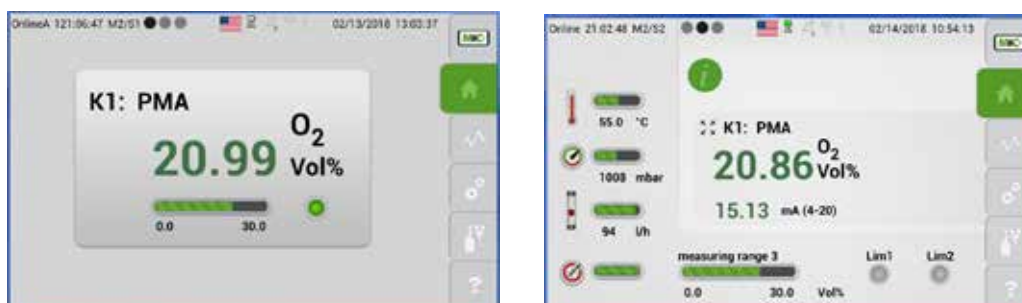 OnlineA 121:06:47 M2/S1
02/13/2018 13:03:37
M&C
K1: PMA
O2
20.99 Vol%
0.0 30.0
?
Online 21:02:48 M2/S2
02/14/2018 10:54:13
M&C
i
55.0 °C
K1: PMA
O2
20.86 Vol%
1008 mbar
15.13 mA (4-20)
94 l/h
measuring range 3
Lim1 Lim2
0.0 30.0 Vol%
?